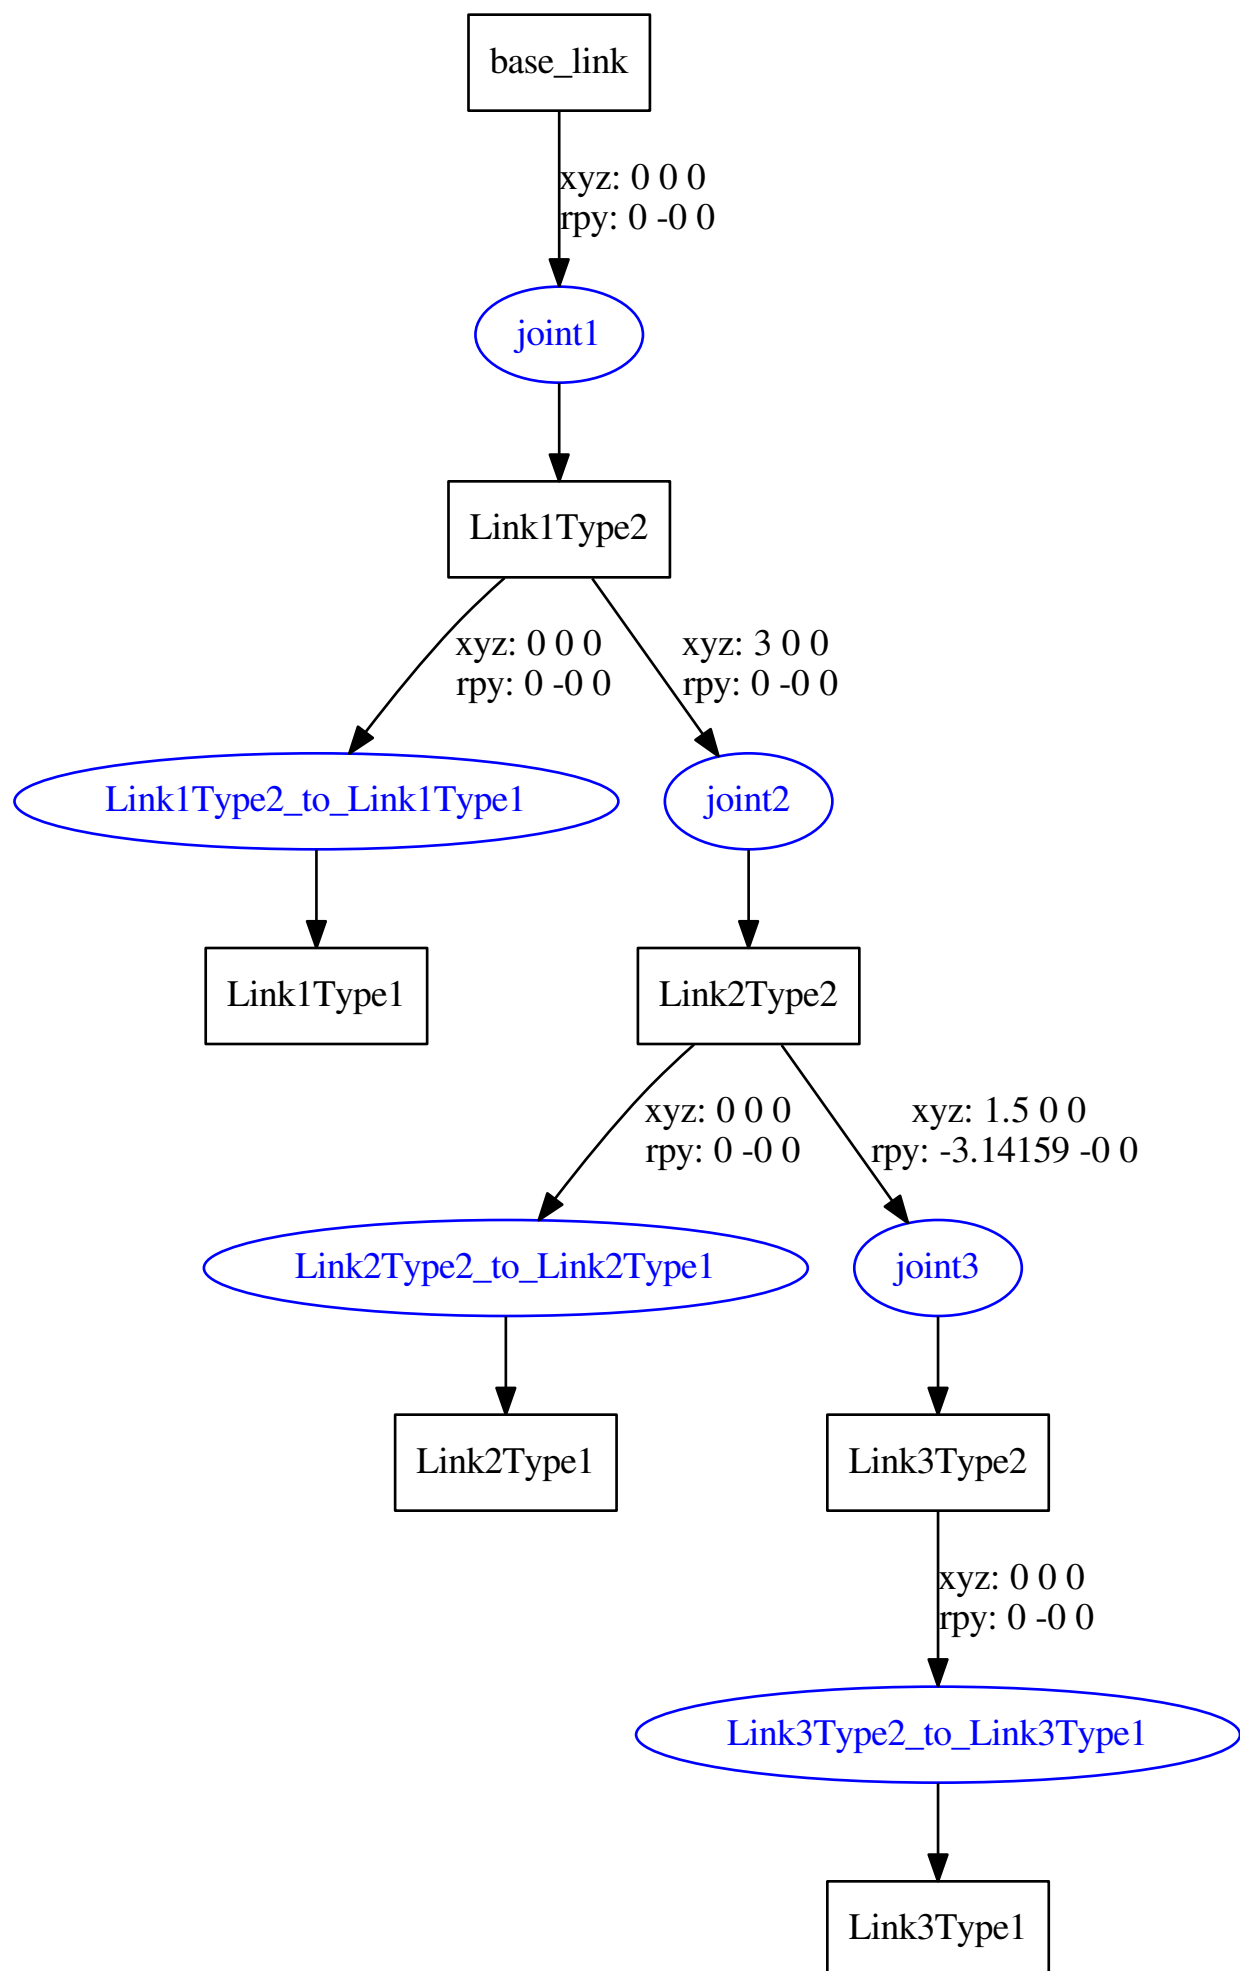 base_link
xyz: 0 0 0
rpy: 0 -0 0
joint1
Link1Type2
xyz: 0 0 0
rpy: 0 -0 0
xyz: 3 0 0
rpy: 0 -0 0
Link1Type2_to_Link1Type1
joint2
Link1Type1
Link2Type2
xyz: 0 0 0
rpy: 0 -0 0
xyz: 1.5 0 0
rpy: -3.14159 -0 0
Link2Type2_to_Link2Type1
joint3
Link2Type1
Link3Type2
xyz: 0 0 0
rpy: 0 -0 0
Link3Type2_to_Link3Type1
Link3Type1